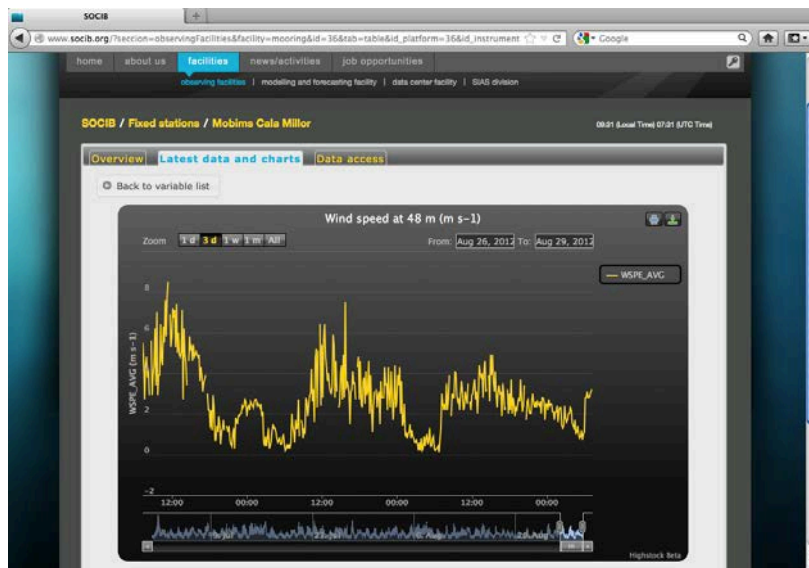 SOCIB
www.socib.org/?section=observingFacilities&facility=mooring&id=36&tab=table&id_platform=36&id_instrument
Google
home about us facilities news/activities job opportunities
observing facilities | modelling and forecasting facility | data center facility | SIAS division
SOCIB / Fixed stations / Mobims Cala Millor
09:31 (Local Time) 07:31 (UTC Time)
Overview Latest data and charts Data access
Back to variable list
Wind speed at 48 m (m s-1)
Zoom 1 d 3 d 1 w 1 m All
From: Aug 26, 2012 To: Aug 29, 2012
WSPE_AVG
WSPE_AVG (m s-1)
8
6
4
2
0
-2
12:00 00:00 12:00 00:00 12:00 00:00
Jul Jul Aug Aug
Highstock Beta